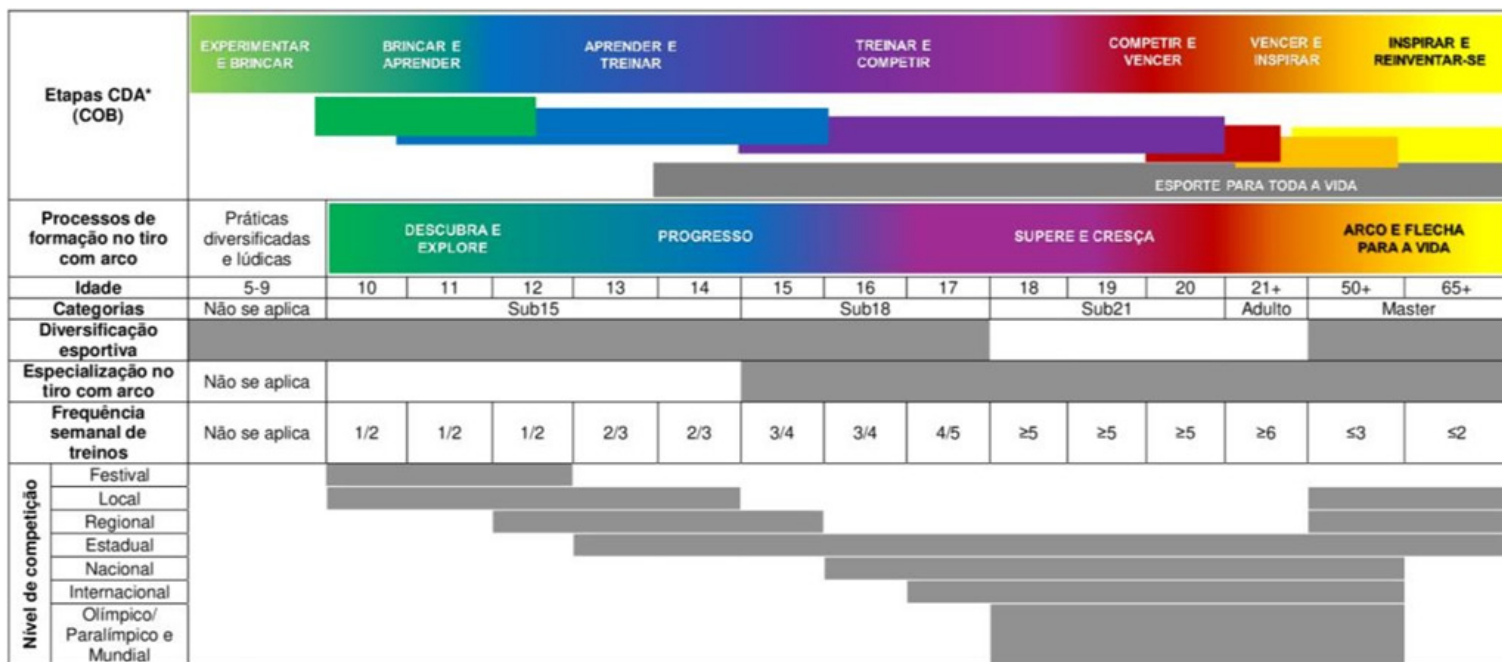 Etapas CDA*
(COB)
EXPERIMENTAR
E BRINCAR
BRINCAR E
APRENDER
APRENDER E
TREINAR
TREINAR E
COMPETIR
COMPETIR E
VENCER
VENCER E
INSPIRAR
INSPIRAR E
REINVENTAR-SE
ESPORTE PARA TODA A VIDA
Processos de
formação no tiro
com arco
Práticas
diversificadas
e lúdicas
DESCUBRA E
EXPLORE
PROGRESSO
SUPERE E CRESÇA
ARCO E FLECHA
PARA A VIDA
Idade 5-9 10 11 12 13 14 15 16 17 18 19 20 21+ 50+ 65+
Categorias Não se aplica Sub15 Sub18 Sub21 Adulto Master
Diversificação
esportiva
Especialização no
tiro com arco
Não se aplica
Frequência
semanal de
treinos
Não se aplica 1/2 1/2 1/2 2/3 2/3 3/4 3/4 4/5 ≥5 ≥5 ≥5 ≥6 ≤3 ≤2
Nível de competição
Festival
Local
Regional
Estadual
Nacional
Internacional
Olímpico/
Paralímpico e
Mundial